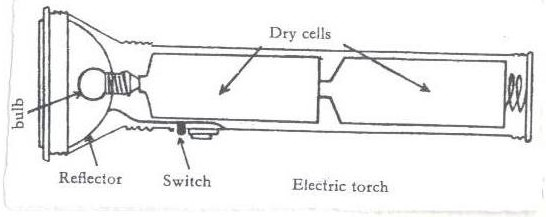 Dry cells
bulb
Reflector
Switch
Electric torch